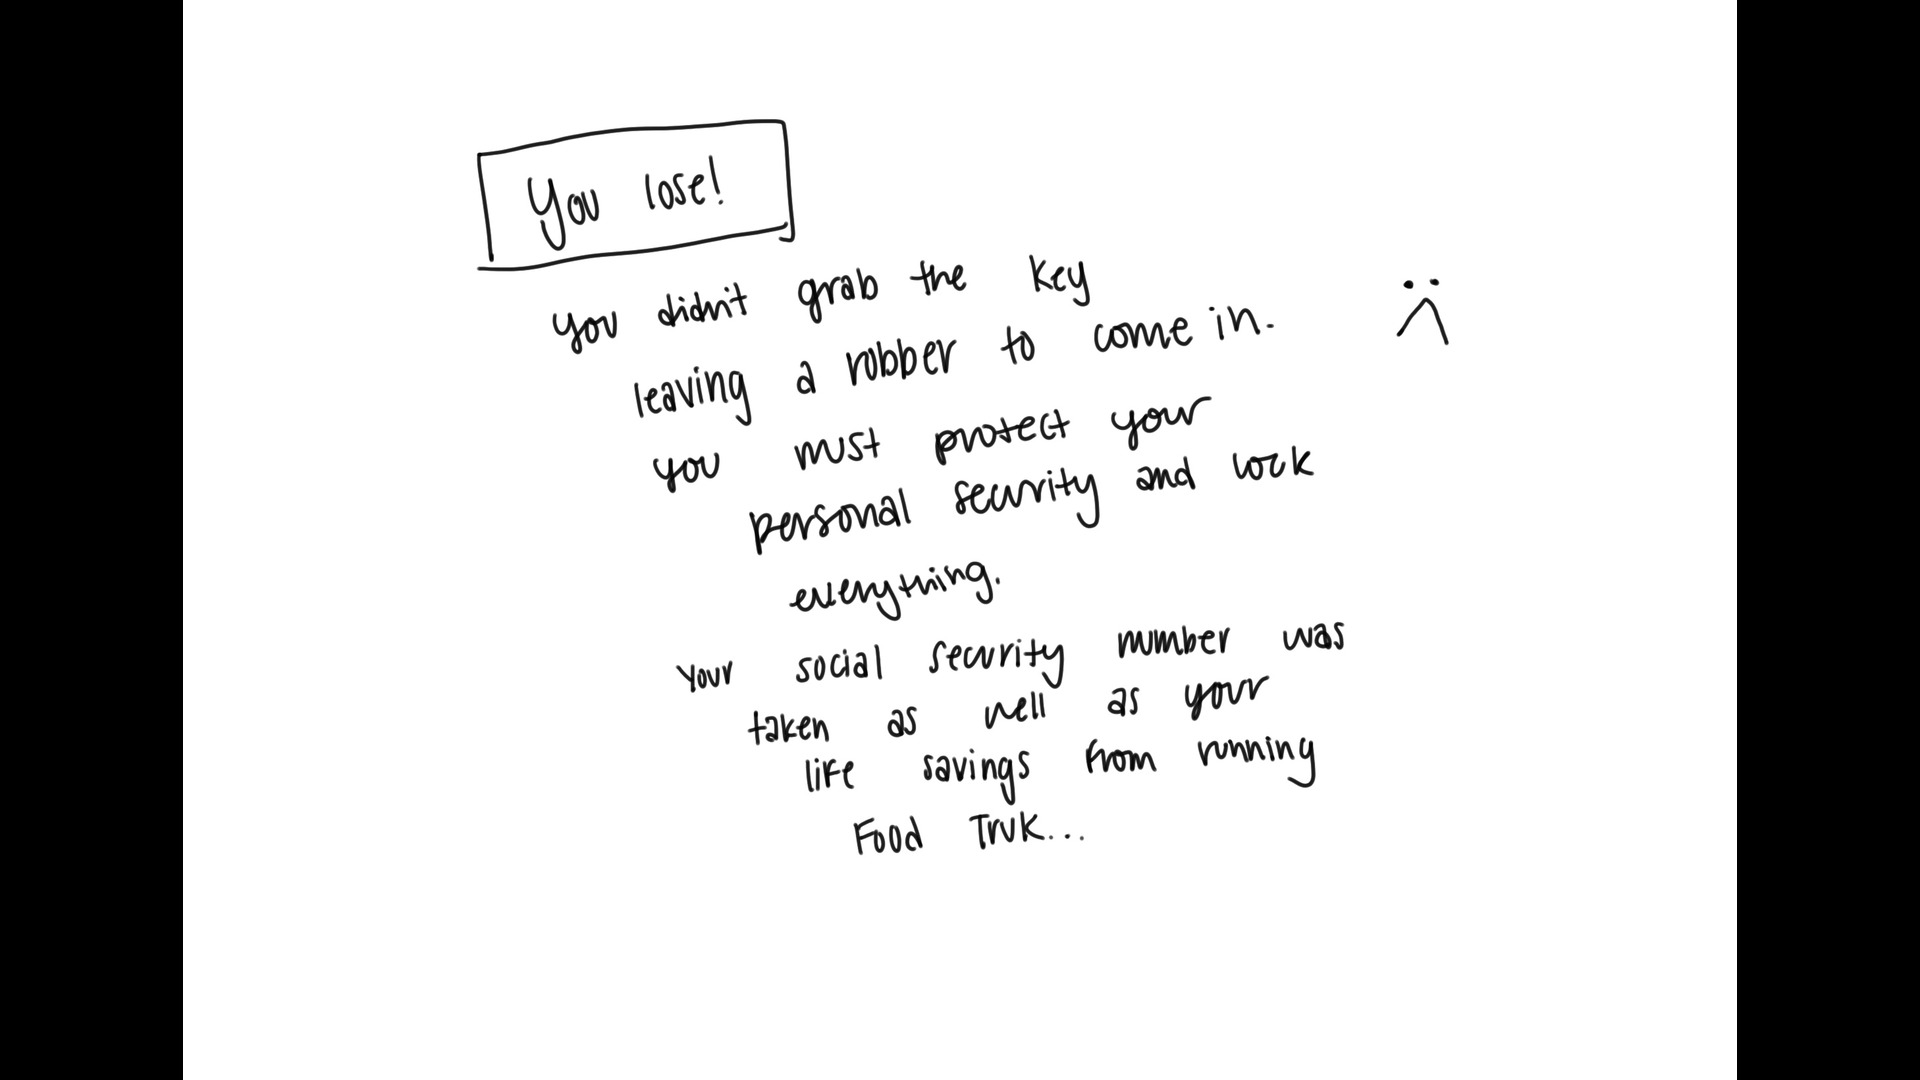 You lose!
you didn't grab the key
leaving a robber to come in.
you must protect your
personal security and lock
everything.
Your social security number was
taken as well as your
life savings from running
Food Truk...